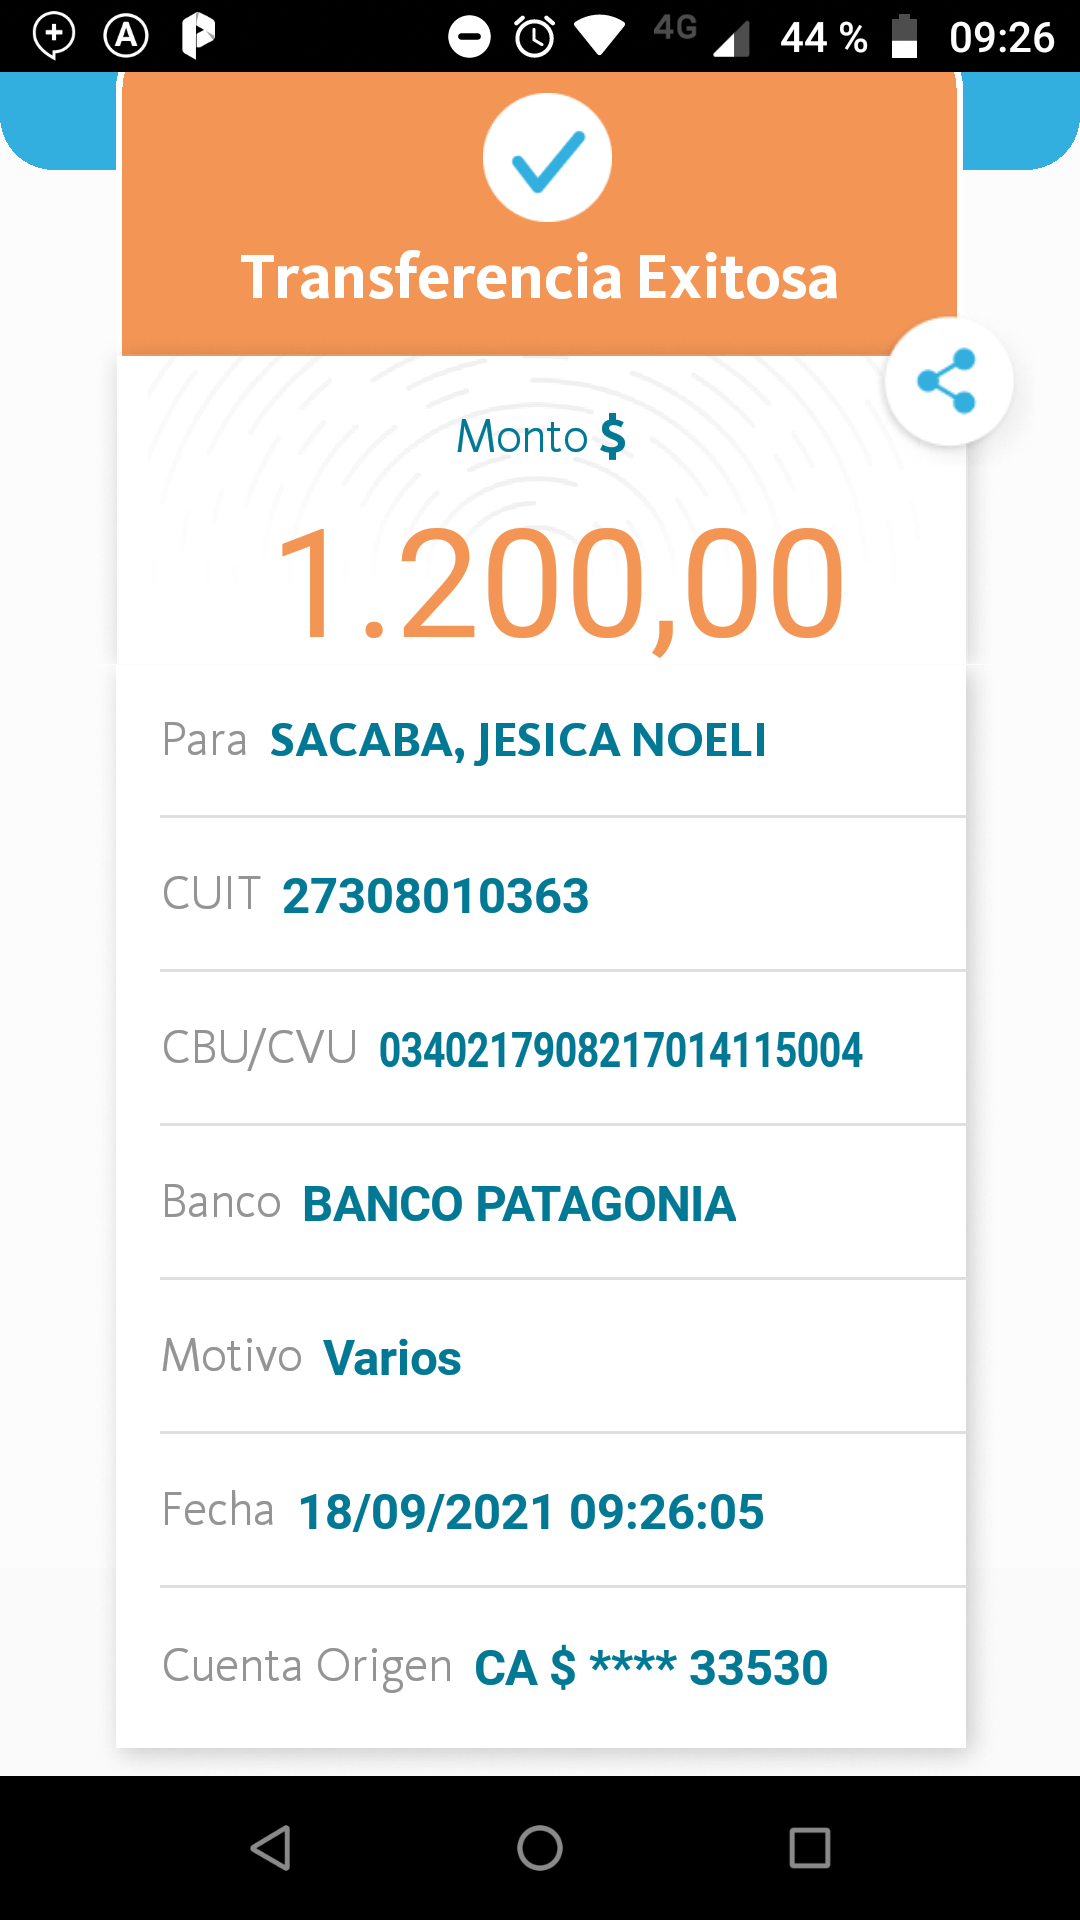 4G 44 % 09:26
Transferencia Exitosa
Monto $
1.200,00
Para SACABA, JESICA NOELI
CUIT 27308010363
CBU/CVU 0340217908217014115004
Banco BANCO PATAGONIA
Motivo Varios
Fecha 18/09/2021 09:26:05
Cuenta Origen CA $ **** 33530